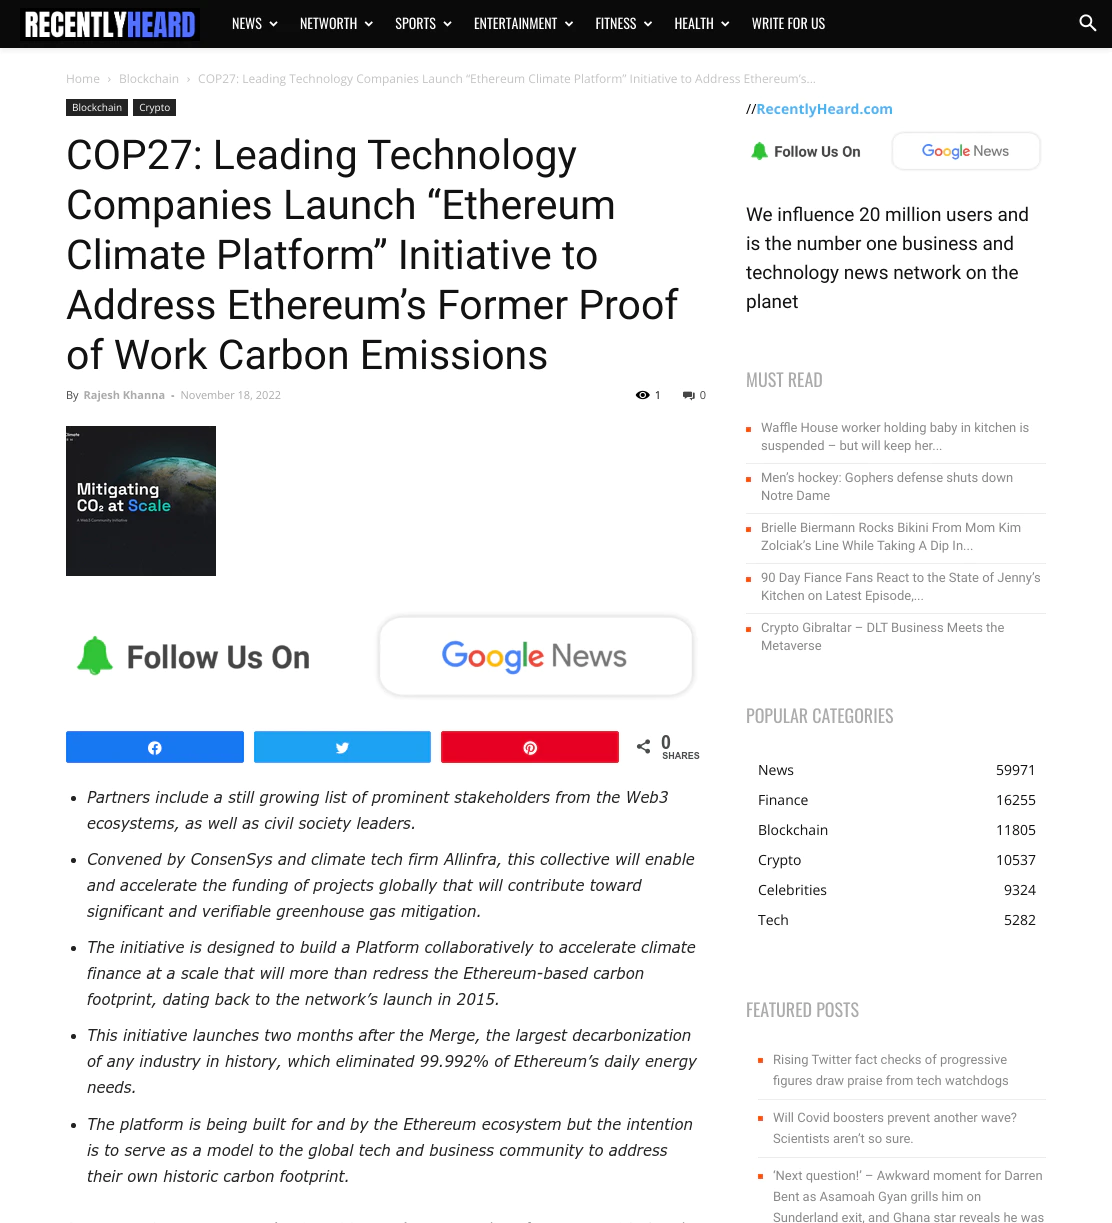 RECENTLYHEARD
NEWS NETWORTH SPORTS ENTERTAINMENT FITNESS HEALTH WRITE FOR US
Home › Blockchain › COP27: Leading Technology Companies Launch “Ethereum Climate Platform” Initiative to Address Ethereum’s...
Blockchain Crypto
COP27: Leading Technology
Companies Launch “Ethereum
Climate Platform” Initiative to
Address Ethereum’s Former Proof
of Work Carbon Emissions
By Rajesh Khanna - November 18, 2022 1 0
Mitigating
CO₂ at Scale
A Web3 Community Initiative
Follow Us On Google News
0
SHARES
• Partners include a still growing list of prominent stakeholders from the Web3
ecosystems, as well as civil society leaders.
• Convened by ConsenSys and climate tech firm Allinfra, this collective will enable
and accelerate the funding of projects globally that will contribute toward
significant and verifiable greenhouse gas mitigation.
• The initiative is designed to build a Platform collaboratively to accelerate climate
finance at a scale that will more than redress the Ethereum-based carbon
footprint, dating back to the network’s launch in 2015.
• This initiative launches two months after the Merge, the largest decarbonization
of any industry in history, which eliminated 99.992% of Ethereum’s daily energy
needs.
• The platform is being built for and by the Ethereum ecosystem but the intention
is to serve as a model to the global tech and business community to address
their own historic carbon footprint.
//RecentlyHeard.com
Follow Us On Google News
We influence 20 million users and
is the number one business and
technology news network on the
planet
MUST READ
Waffle House worker holding baby in kitchen is
suspended – but will keep her...
Men’s hockey: Gophers defense shuts down
Notre Dame
Brielle Biermann Rocks Bikini From Mom Kim
Zolciak’s Line While Taking A Dip In...
90 Day Fiance Fans React to the State of Jenny’s
Kitchen on Latest Episode,...
Crypto Gibraltar – DLT Business Meets the
Metaverse
POPULAR CATEGORIES
News 59971
Finance 16255
Blockchain 11805
Crypto 10537
Celebrities 9324
Tech 5282
FEATURED POSTS
Rising Twitter fact checks of progressive
figures draw praise from tech watchdogs
Will Covid boosters prevent another wave?
Scientists aren’t so sure.
‘Next question!’ – Awkward moment for Darren
Bent as Asamoah Gyan grills him on
Sunderland exit, and Ghana star reveals he was